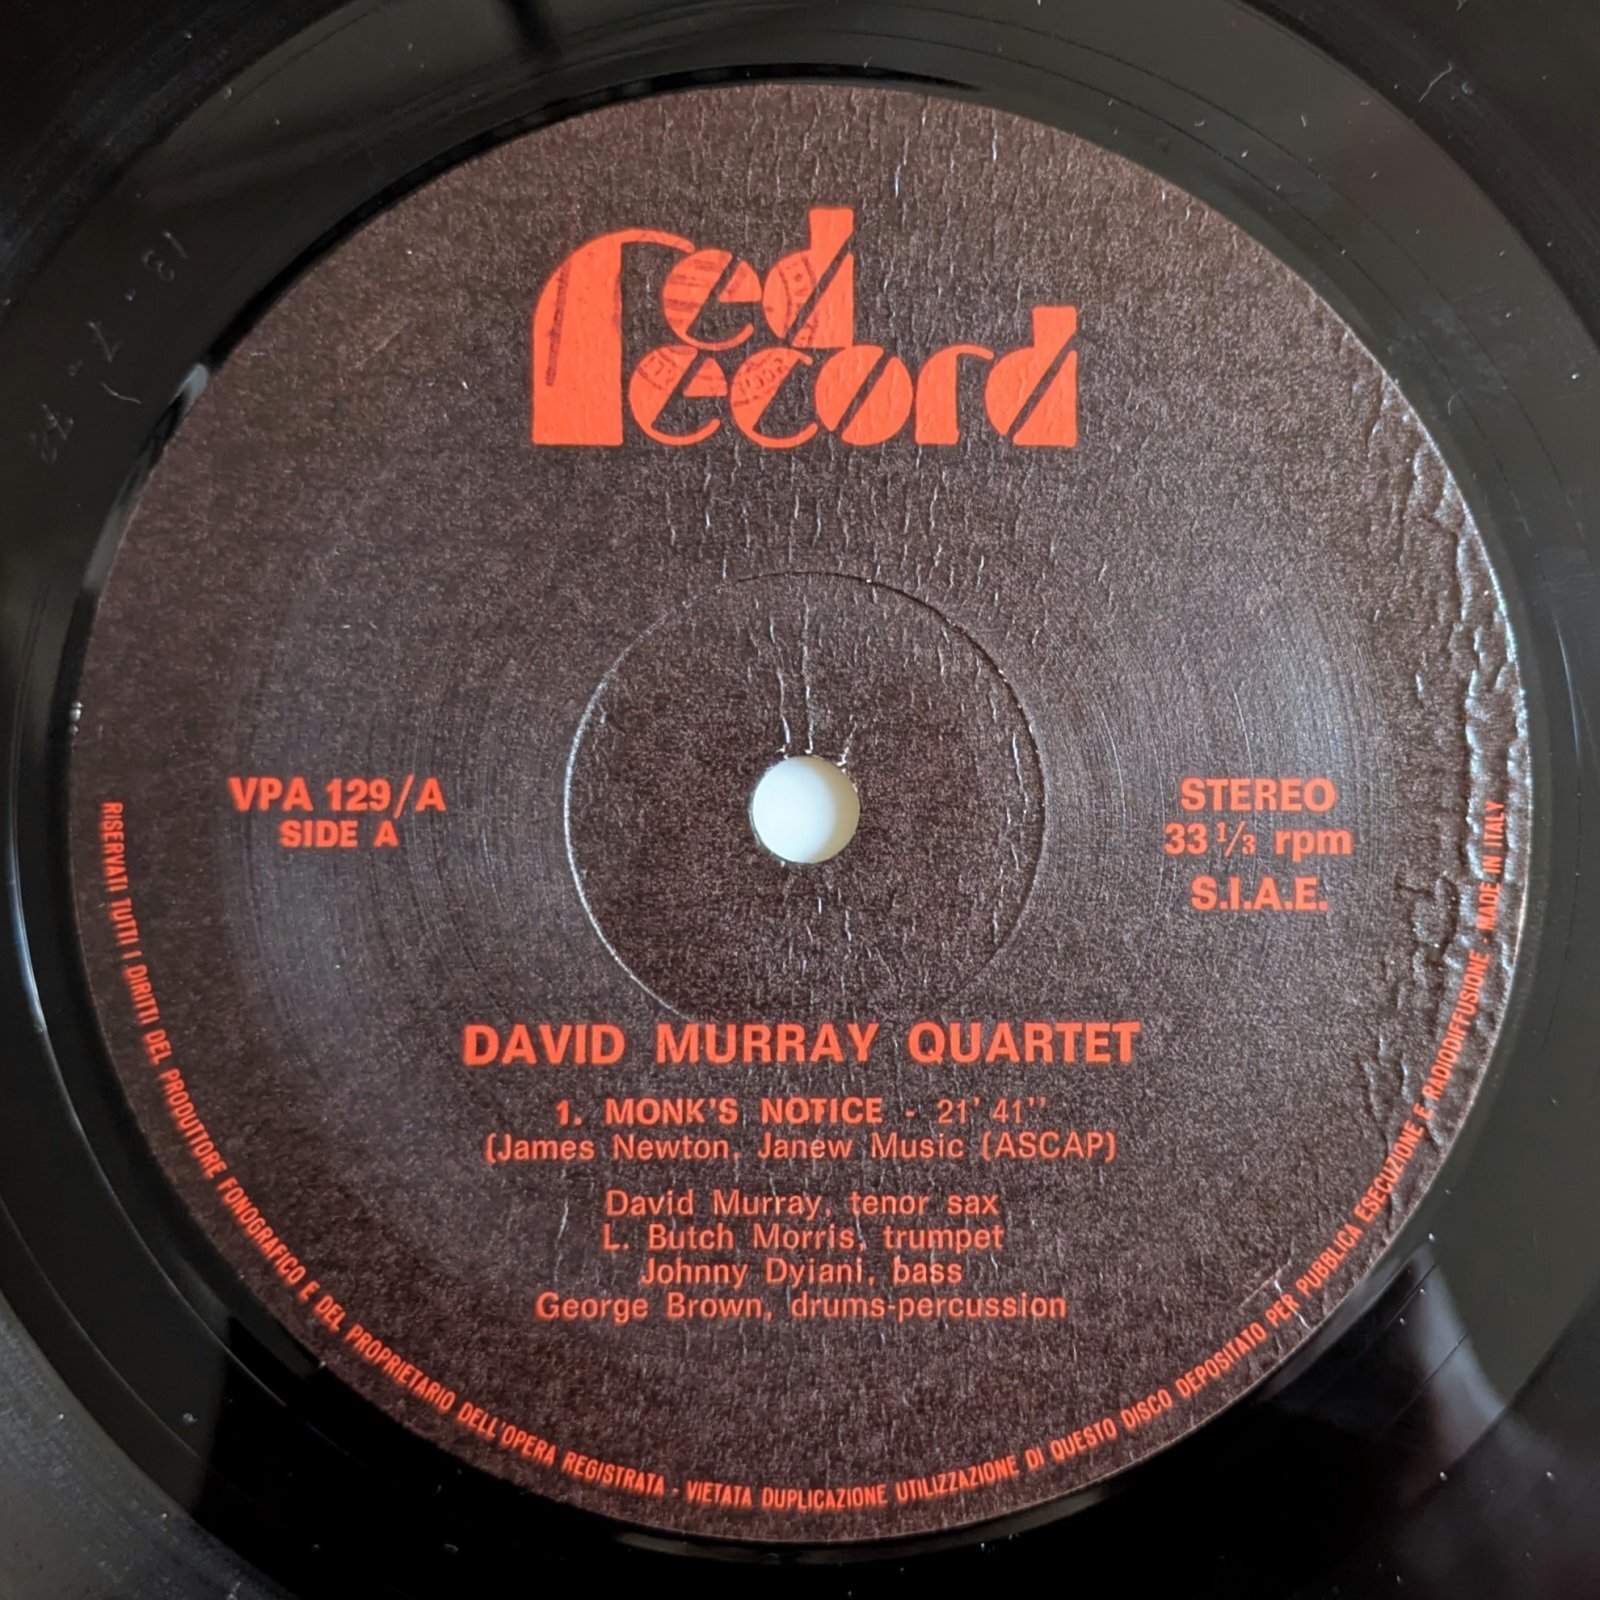 red
record
VPA 129/A
SIDE A
STEREO
33 1/3 rpm
S.I.A.E.
DAVID MURRAY QUARTET
1. MONK'S NOTICE - 21' 41''
(James Newton, Janew Music (ASCAP)
David Murray, tenor sax
L. Butch Morris, trumpet
Johnny Dyiani, bass
George Brown, drums-percussion
RISERVATI TUTTI I DIRITTI DEL PRODUTTORE FONOGRAFICO E DEL PROPRIETARIO DELL'OPERA REGISTRATA - VIETATA DUPLICAZIONE UTILIZZAZIONE DI QUESTO DISCO DEPOSITATO PER PUBBLICA ESECUZIONE E RADIODIFFUSIONE - MADE IN ITALY